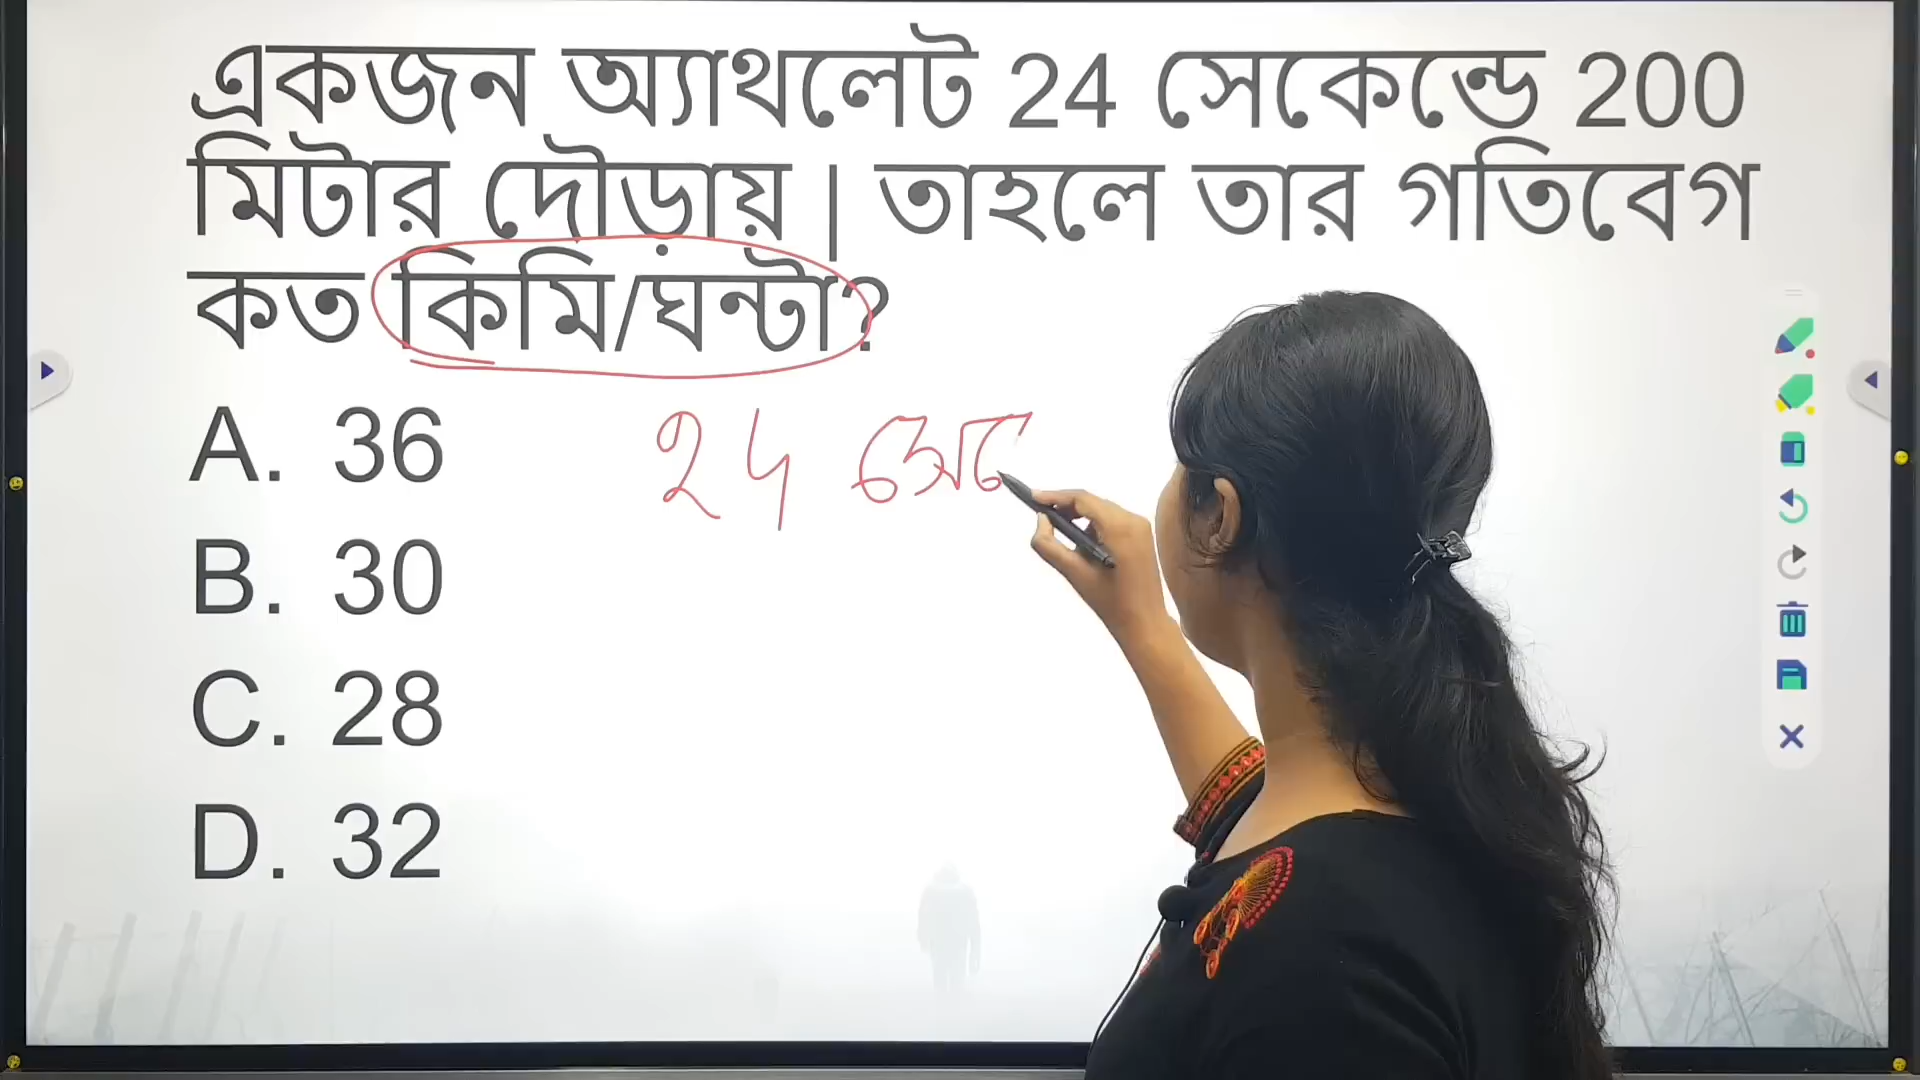 একজন অ্যাথলেট 24 সেকেন্ডে 200
মিটার দৌড়ায় | তাহলে তার গতিবেগ
কত কিমি/ঘন্টা?
A. 36
24 সেে
B. 30
C. 28
D. 32